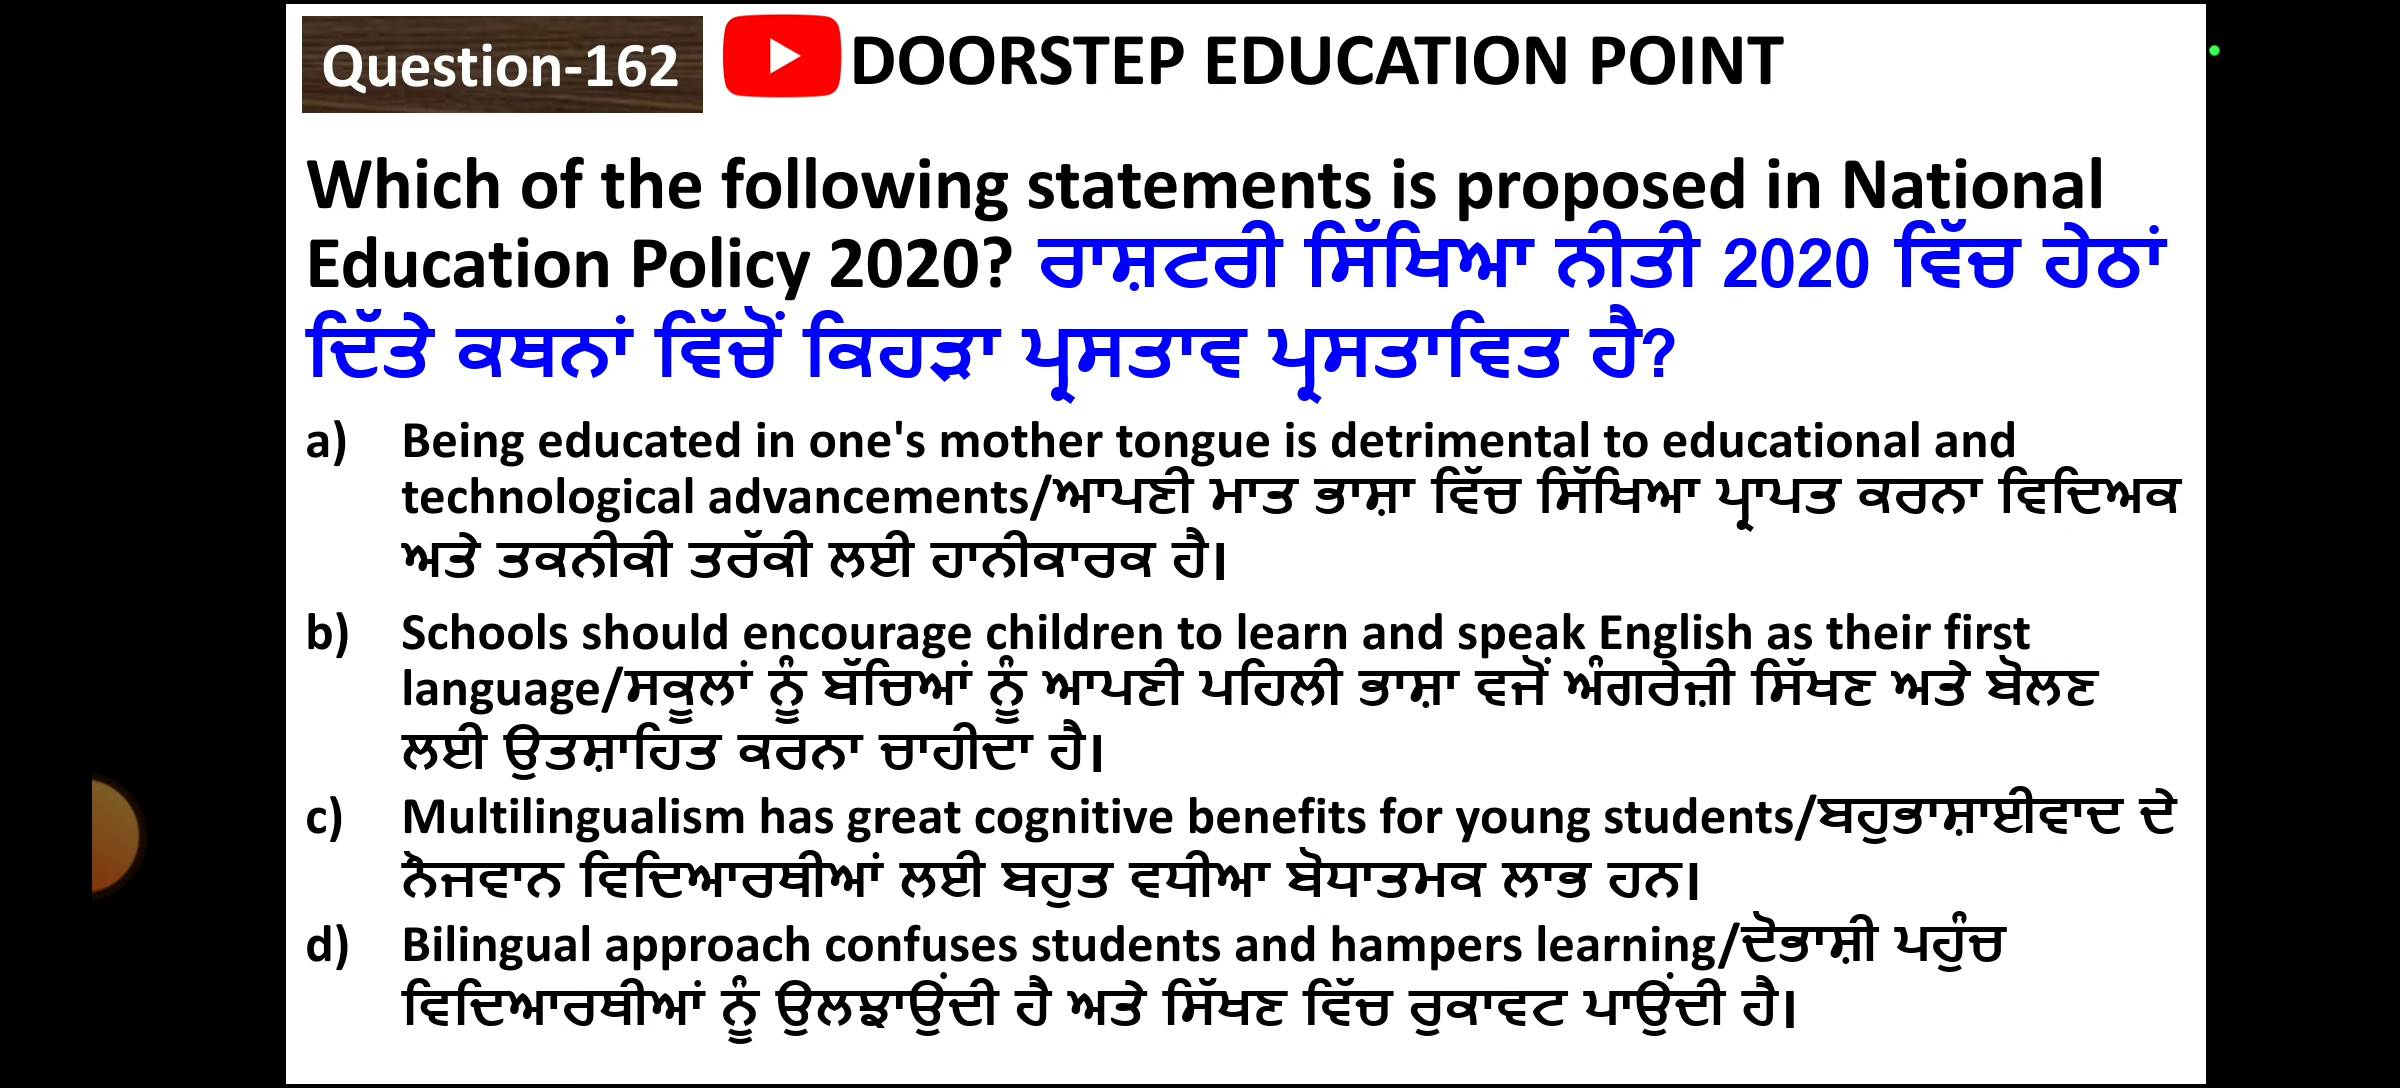 Question-162
DOORSTEP EDUCATION POINT
Which of the following statements is proposed in National
Education Policy 2020? ਰਾਸ਼ਟਰੀ ਸਿੱਖਿਆ ਨੀਤੀ 2020 ਵਿੱਚ ਹੇਠਾਂ
ਦਿੱਤੇ ਕਥਨਾਂ ਵਿੱਚੋਂ ਕਿਹੜਾ ਪ੍ਰਸਤਾਵ ਪ੍ਰਸਤਾਵਿਤ ਹੈ?
a) Being educated in one's mother tongue is detrimental to educational and
technological advancements/ਆਪਣੀ ਮਾਤ ਭਾਸ਼ਾ ਵਿੱਚ ਸਿੱਖਿਆ ਪ੍ਰਾਪਤ ਕਰਨਾ ਵਿਦਿਅਕ
ਅਤੇ ਤਕਨੀਕੀ ਤਰੱਕੀ ਲਈ ਹਾਨੀਕਾਰਕ ਹੈ।
b) Schools should encourage children to learn and speak English as their first
language/ਸਕੂਲਾਂ ਨੂੰ ਬੱਚਿਆਂ ਨੂੰ ਆਪਣੀ ਪਹਿਲੀ ਭਾਸ਼ਾ ਵਜੋਂ ਅੰਗਰੇਜ਼ੀ ਸਿੱਖਣ ਅਤੇ ਬੋਲਣ
ਲਈ ਉਤਸ਼ਾਹਿਤ ਕਰਨਾ ਚਾਹੀਦਾ ਹੈ।
c) Multilingualism has great cognitive benefits for young students/ਬਹੁਭਾਸ਼ਾਈਵਾਦ ਦੇ
ਨੌਜਵਾਨ ਵਿਦਿਆਰਥੀਆਂ ਲਈ ਬਹੁਤ ਵਧੀਆ ਬੋਧਾਤਮਕ ਲਾਭ ਹਨ।
d) Bilingual approach confuses students and hampers learning/ਦੋਭਾਸ਼ੀ ਪਹੁੰਚ
ਵਿਦਿਆਰਥੀਆਂ ਨੂੰ ਉਲਝਾਉਂਦੀ ਹੈ ਅਤੇ ਸਿੱਖਣ ਵਿੱਚ ਰੁਕਾਵਟ ਪਾਉਂਦੀ ਹੈ।